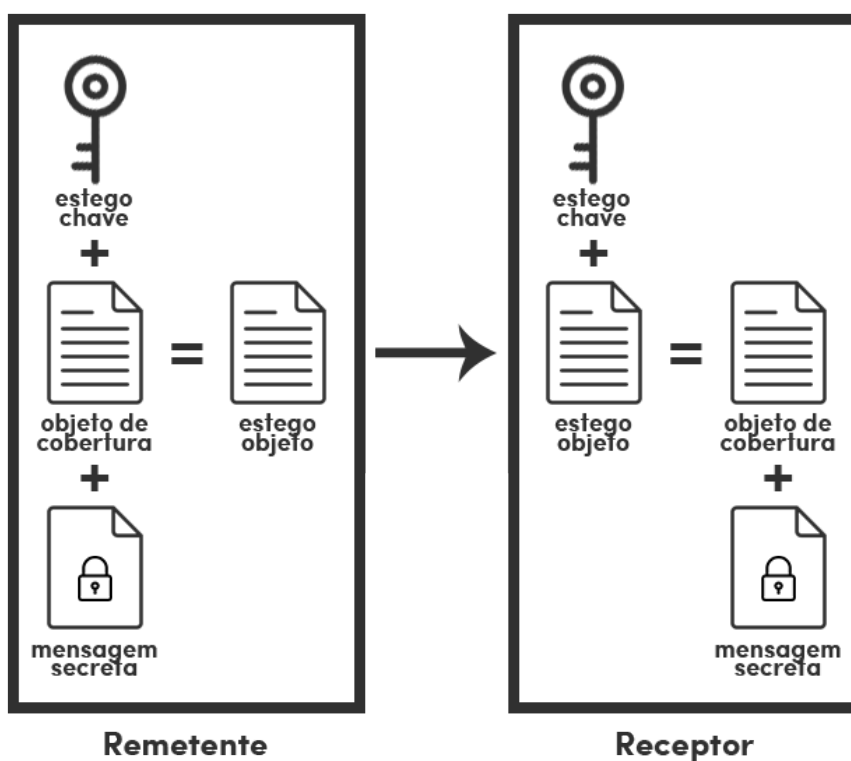 estego
chave
+
objeto de
cobertura
=
estego
objeto
+
mensagem
secreta
Remetente
estego
chave
+
estego
objeto
=
objeto de
cobertura
+
mensagem
secreta
Receptor